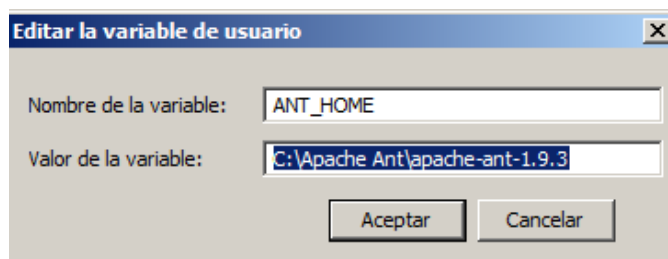 Editar la variable de usuario
Nombre de la variable: ANT_HOME
Valor de la variable: C:\Apache Ant\apache-ant-1.9.3
Aceptar Cancelar